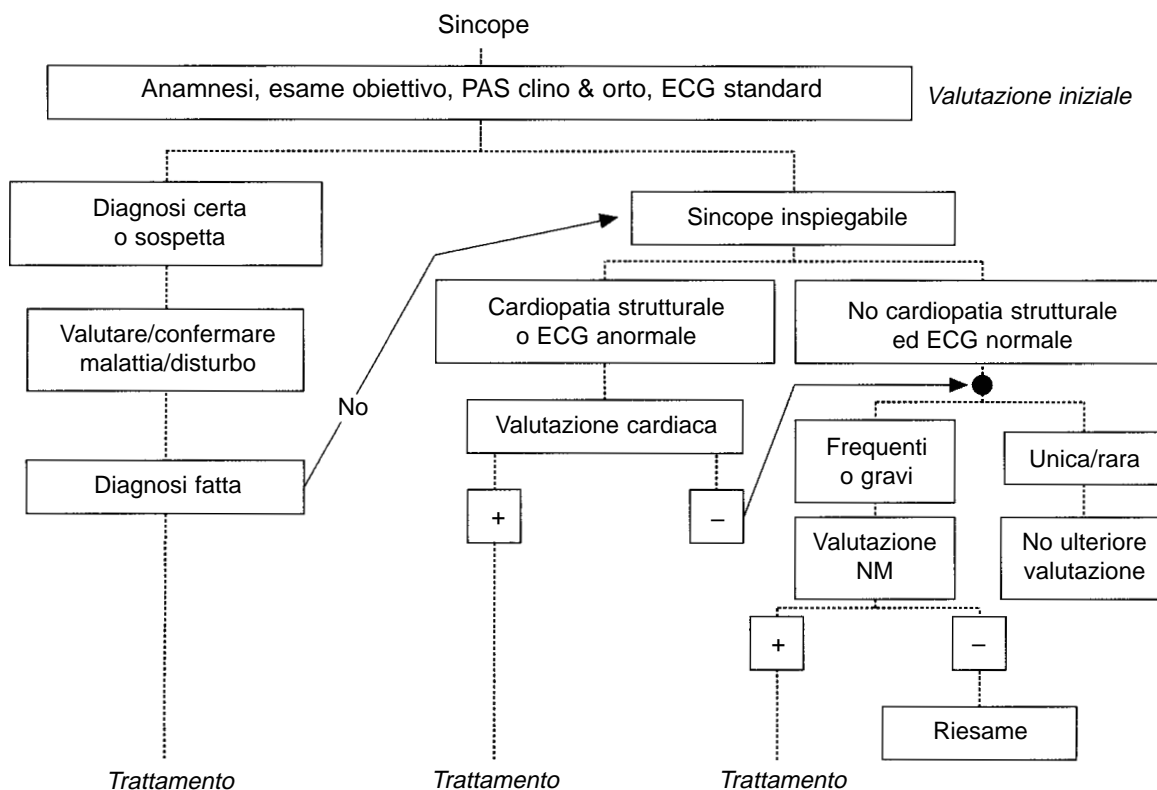 Sincope
Anamnesi, esame obiettivo, PAS clino & orto, ECG standard
Valutazione iniziale
Diagnosi certa
o sospetta
Sincope inspiegabile
Valutare/confermare
malattia/disturbo
Cardiopatia strutturale
o ECG anormale
No cardiopatia strutturale
ed ECG normale
No
Valutazione cardiaca
Diagnosi fatta
Frequenti
o gravi
Unica/rara
+
–
Valutazione
NM
No ulteriore
valutazione
+
–
Riesame
Trattamento
Trattamento
Trattamento